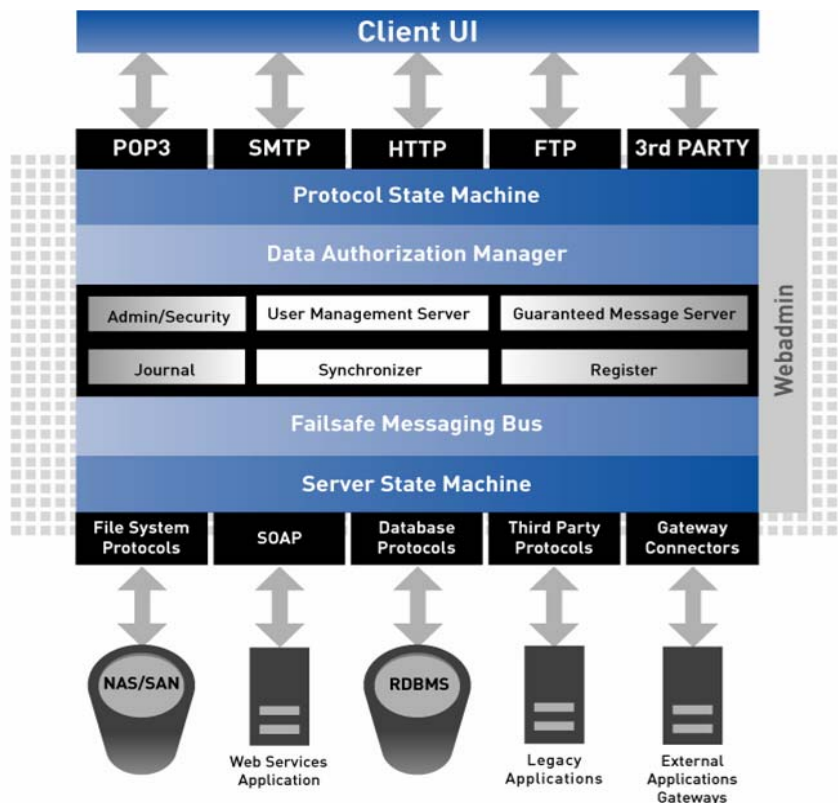 Client UI
POP3
SMTP
HTTP
FTP
3rd PARTY
Protocol State Machine
Data Authorization Manager
Admin/Security
User Management Server
Guaranteed Message Server
Journal
Synchronizer
Register
Failsafe Messaging Bus
Server State Machine
Webadmin
File System
Protocols
SOAP
Database
Protocols
Third Party
Protocols
Gateway
Connectors
NAS/SAN
RDBMS
Web Services
Application
Legacy
Applications
External
Applications
Gateways